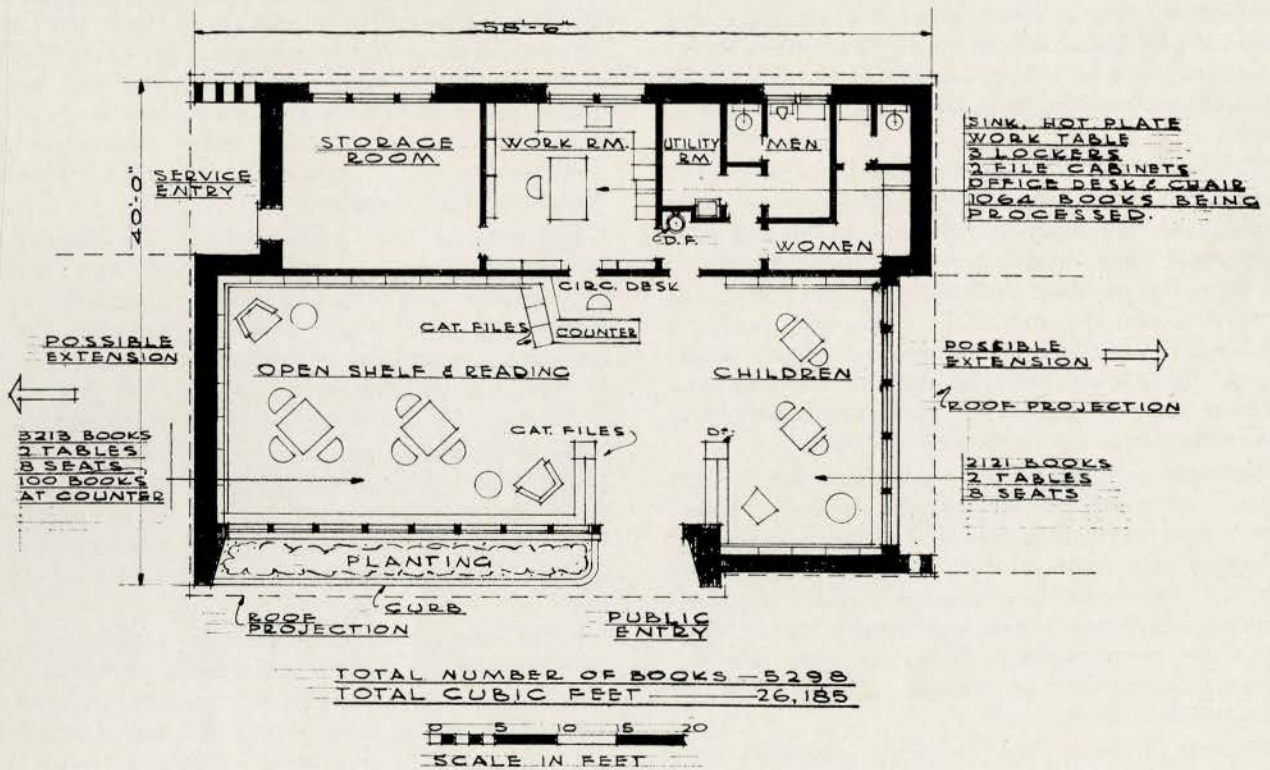 58'-6"
40'-0"
STORAGE
ROOM
WORK RM.
UTILITY
RM
MEN
SERVICE
ENTRY
SINK, HOT PLATE
WORK TABLE
3 LOCKERS
2 FILE CABINETS
OFFICE DESK & CHAIR
1064 BOOKS BEING
PROCESSED.
D.F.
WOMEN
CIRC. DESK
CAT. FILES
COUNTER
POSSIBLE
EXTENSION
OPEN SHELF & READING
CHILDREN
POSSIBLE
EXTENSION
ROOF PROJECTION
3213 BOOKS
2 TABLES
8 SEATS
100 BOOKS
AT COUNTER
CAT. FILES
2121 BOOKS
2 TABLES
8 SEATS
PLANTING
CURB
ROOF
PROJECTION
PUBLIC
ENTRY
TOTAL NUMBER OF BOOKS — 5298
TOTAL CUBIC FEET — 26,185
0 5 10 15 20
SCALE IN FEET